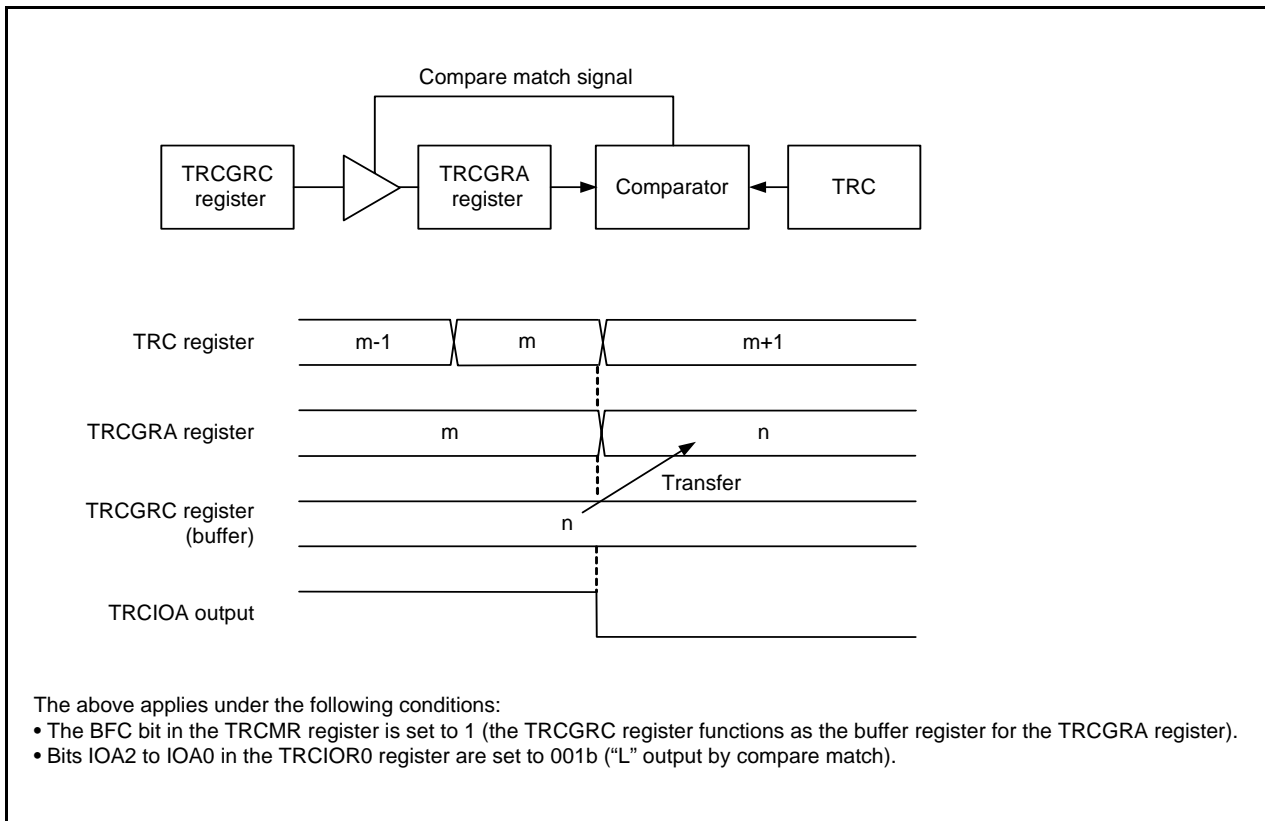 Compare match signal
TRCGRC
register
TRCGRA
register
Comparator
TRC
TRC register
m-1
m
m+1
TRCGRA register
m
n
Transfer
TRCGRC register
(buffer)
n
TRCIOA output
The above applies under the following conditions:
• The BFC bit in the TRCMR register is set to 1 (the TRCGRC register functions as the buffer register for the TRCGRA register).
• Bits IOA2 to IOA0 in the TRCIOR0 register are set to 001b (“L” output by compare match).